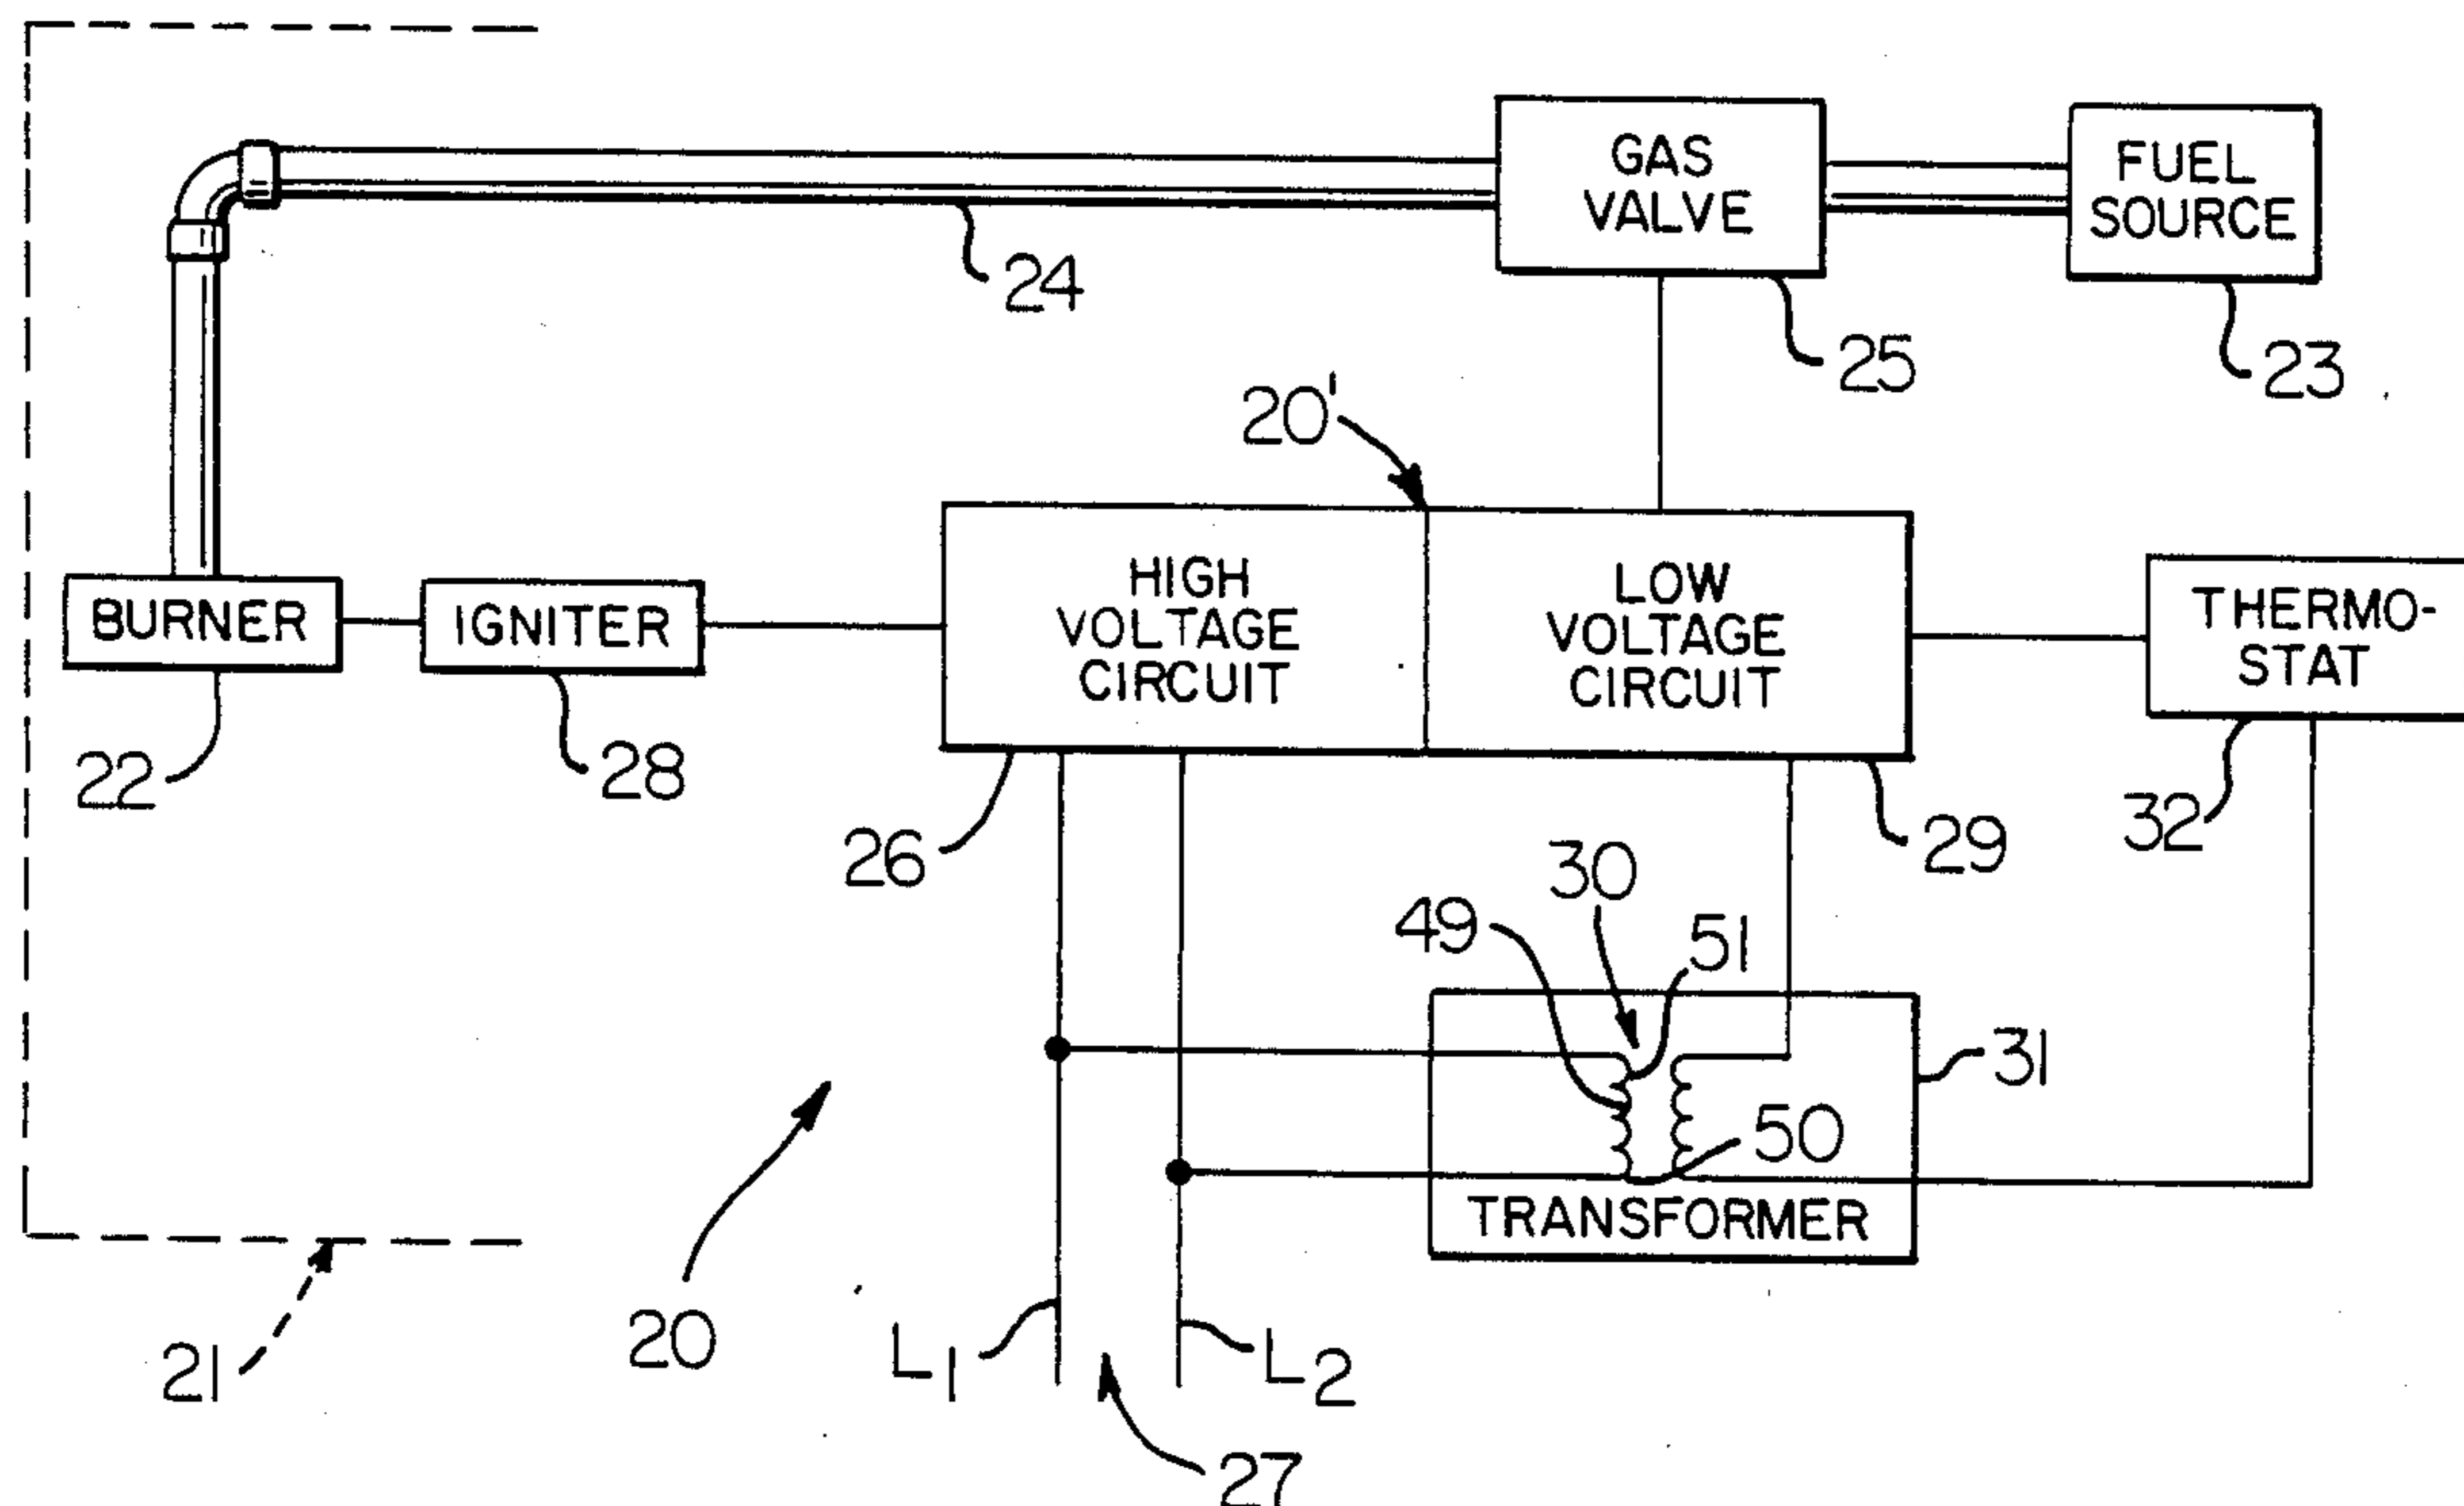 GAS
VALVE
FUEL
SOURCE
24
25
23
20'
HIGH
VOLTAGE
CIRCUIT
LOW
VOLTAGE
CIRCUIT
THERMO-
STAT
BURNER
IGNITER
22
28
26
29
32
30
49
51
31
50
TRANSFORMER
20
21
L1
L2
27